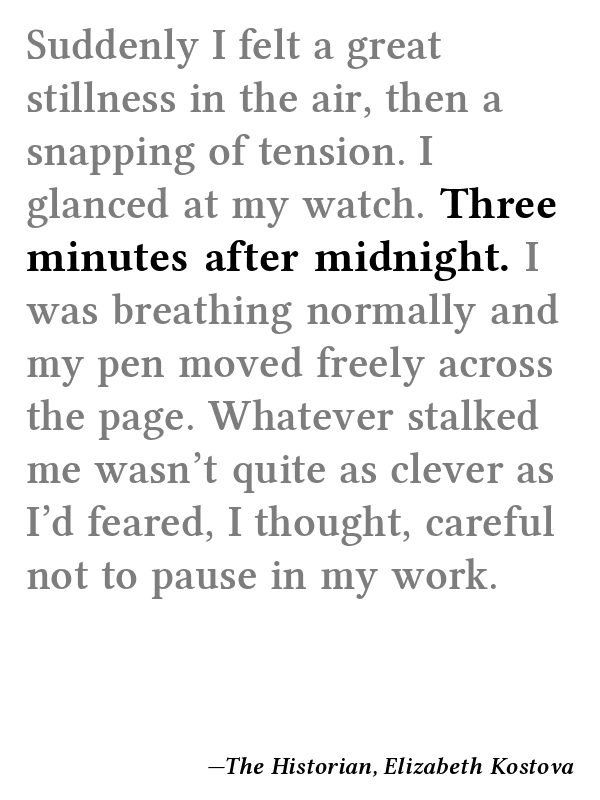 Suddenly I felt a great
stillness in the air, then a
snapping of tension. I
glanced at my watch. Three
minutes after midnight. I
was breathing normally and
my pen moved freely across
the page. Whatever stalked
me wasn’t quite as clever as
I’d feared, I thought, careful
not to pause in my work.
—The Historian, Elizabeth Kostova